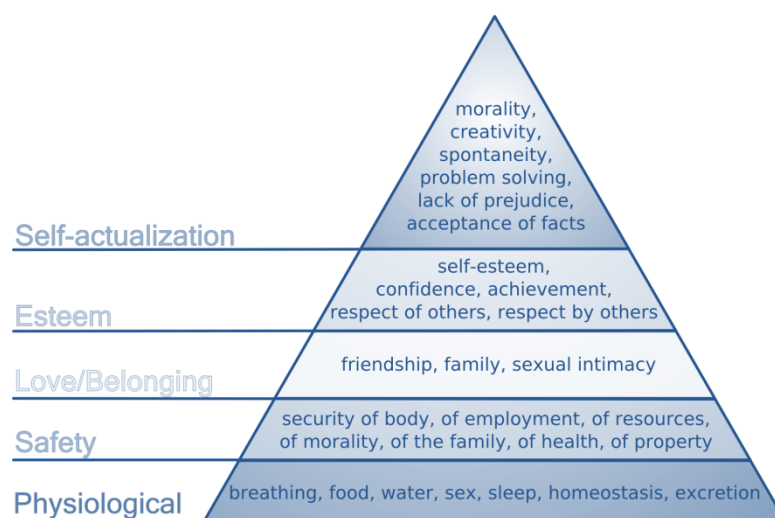 morality,
creativity,
spontaneity,
problem solving,
lack of prejudice,
acceptance of facts
Self-actualization
self-esteem,
confidence, achievement,
respect of others, respect by others
Esteem
friendship, family, sexual intimacy
Love/Belonging
security of body, of employment, of resources,
of morality, of the family, of health, of property
Safety
breathing, food, water, sex, sleep, homeostasis, excretion
Physiological